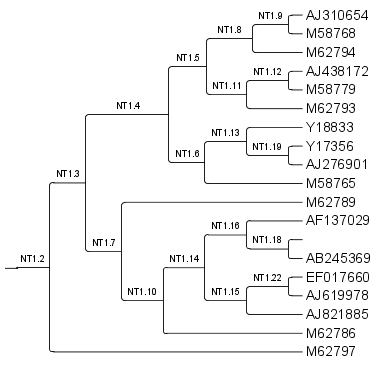 NT1.9
AJ310654
NT1.8
M58768
M62794
NT1.5
NT1.12
AJ438172
NT1.11
M58779
NT1.4
M62793
NT1.13
Y18833
NT1.19
Y17356
NT1.6
AJ276901
NT1.3
M58765
M62789
NT1.16
AF137029
NT1.7
NT1.18
NT1.2
NT1.14
AB245369
NT1.22
EF017660
NT1.10
NT1.15
AJ619978
AJ821885
M62786
M62797